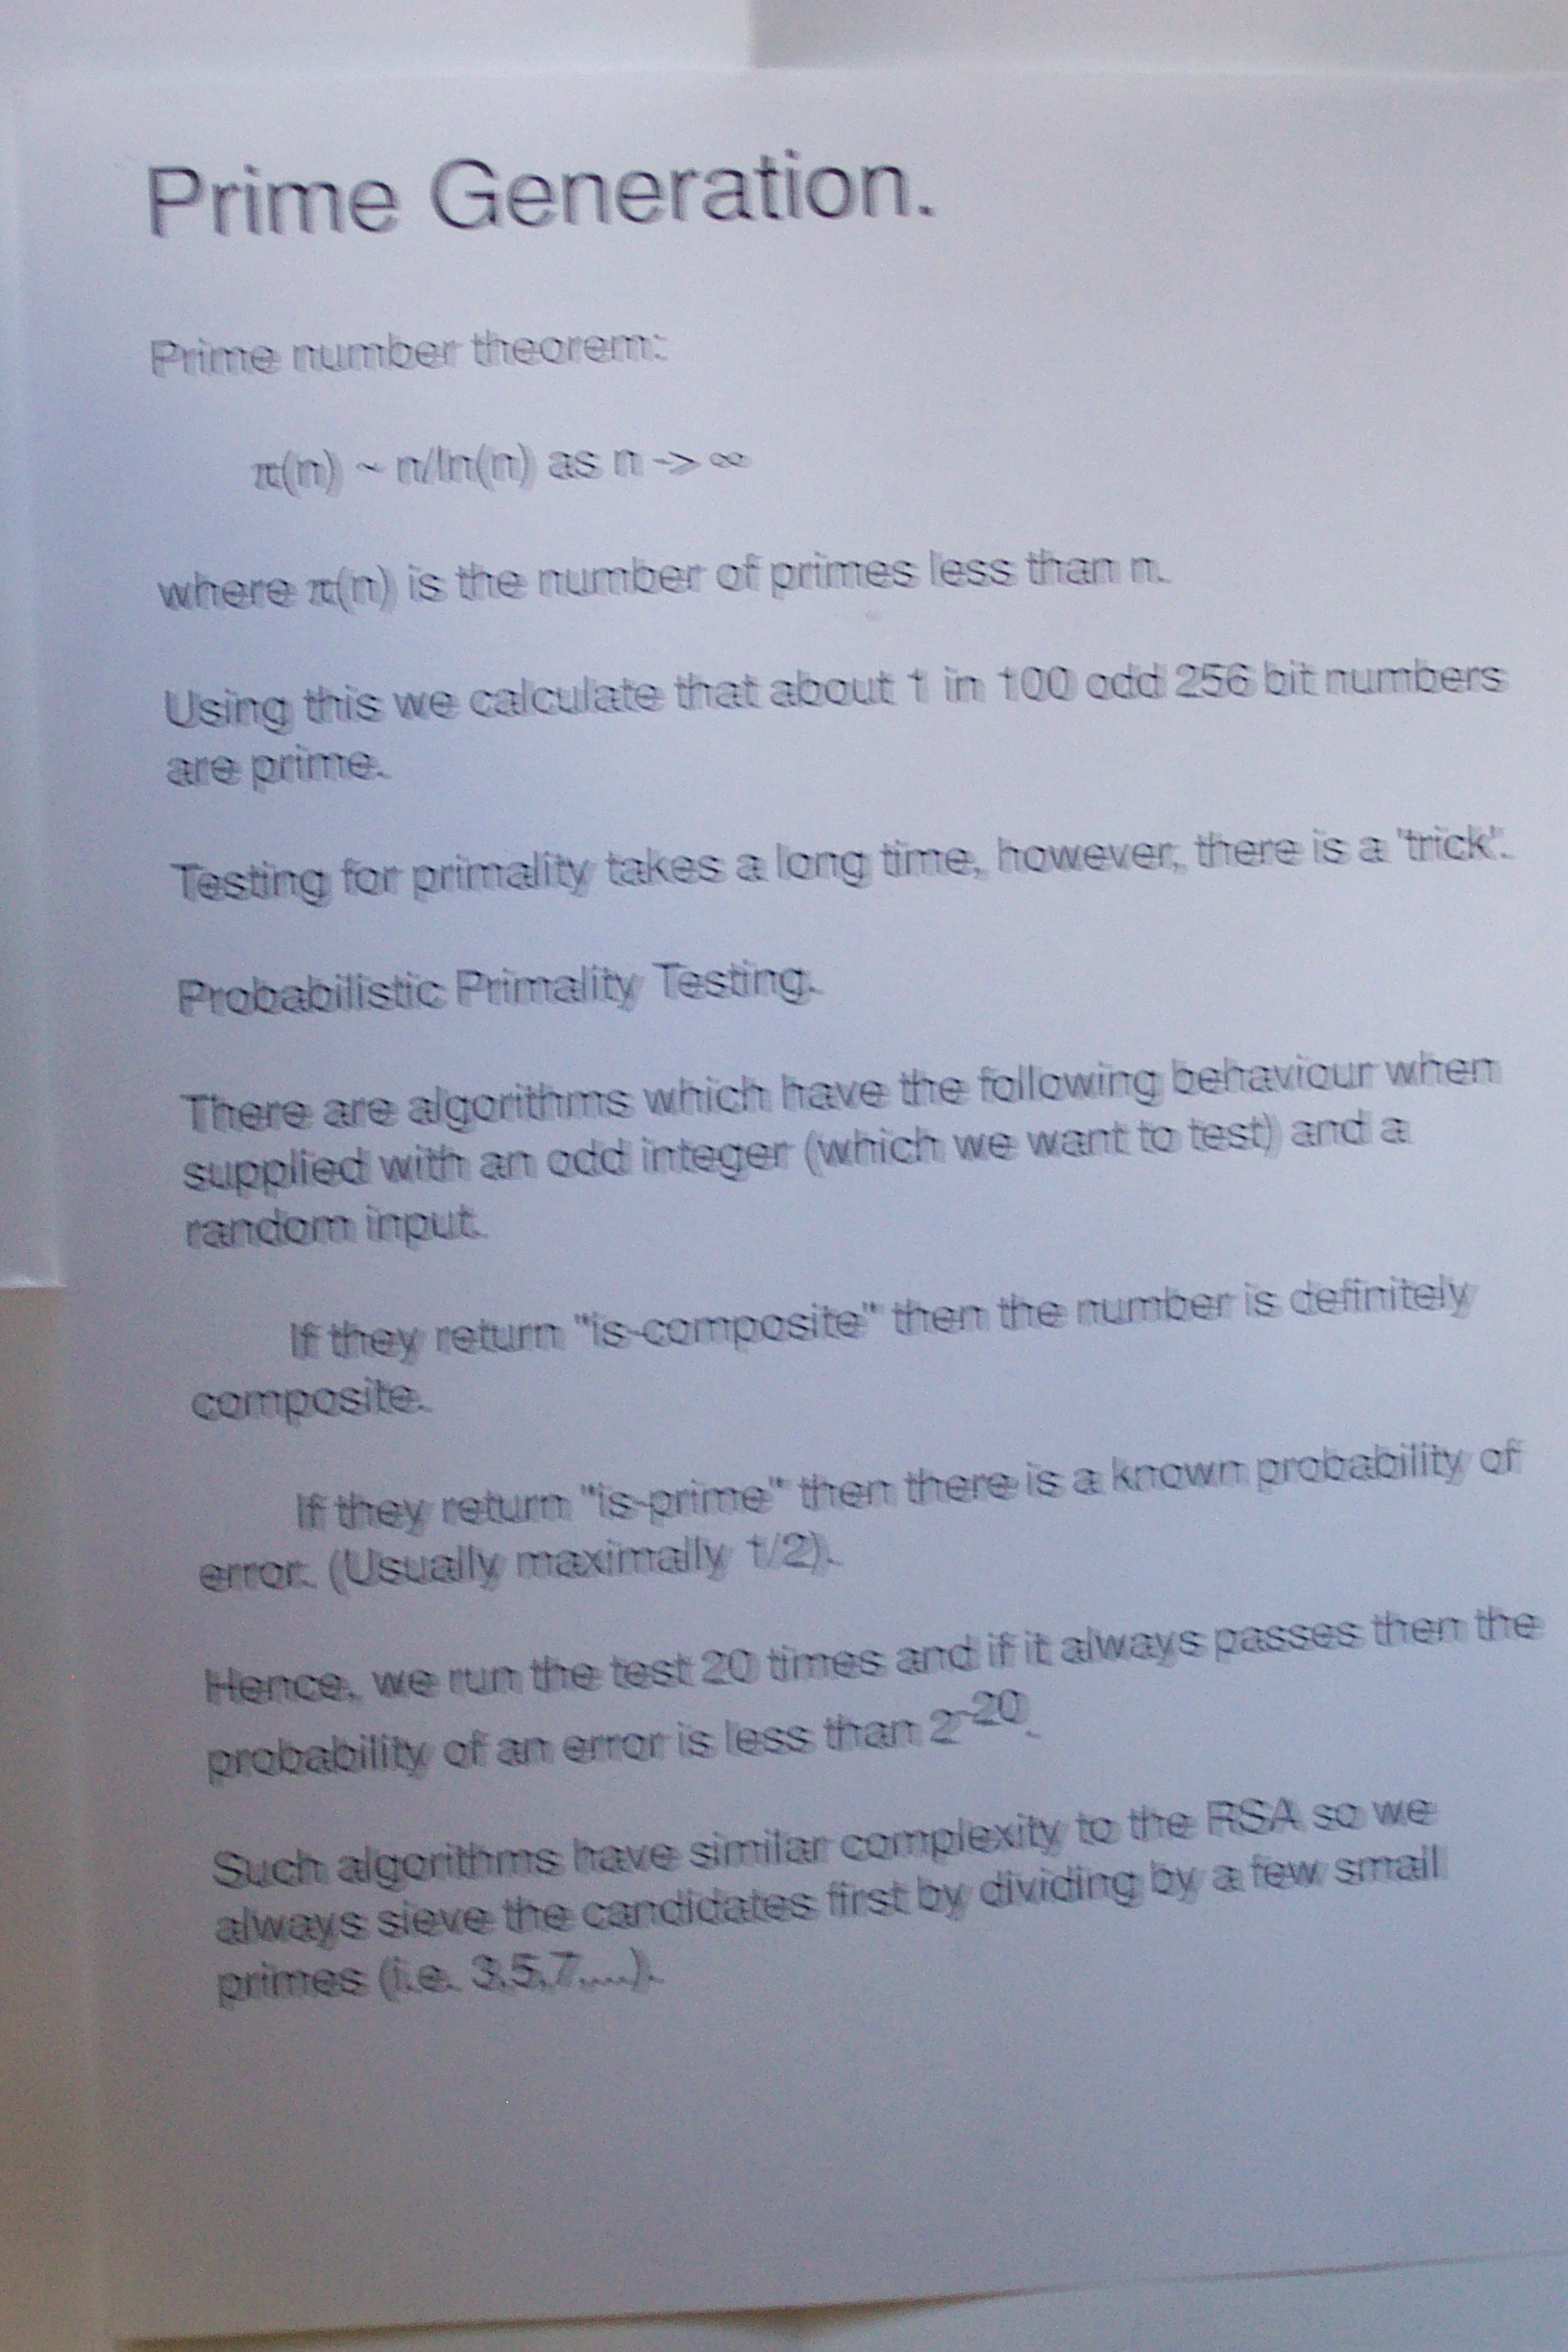 Prime Generation.
Prime number theorem:
π(n) ~ n/ln(n) as n -> ∞
where π(n) is the number of primes less than n.
Using this we calculate that about 1 in 100 odd 256 bit numbers
are prime.
Testing for primality takes a long time, however, there is a 'trick'.
Probabilistic Primality Testing.
There are algorithms which have the following behaviour when
supplied with an odd integer (which we want to test) and a
random input.
If they return "is-composite" then the number is definitely
composite.
If they return "is-prime" then there is a known probability of
error. (Usually maximally 1/2).
Hence, we run the test 20 times and if it always passes then the
probability of an error is less than 2⁻²⁰.
Such algorithms have similar complexity to the RSA so we
always sieve the candidates first by dividing by a few small
primes (i.e. 3,5,7,....).